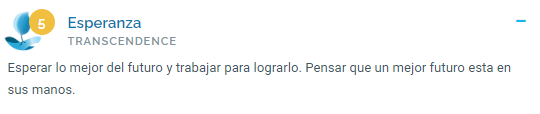 5
Esperanza
TRANSCENDENCE
Esperar lo mejor del futuro y trabajar para lograrlo. Pensar que un mejor futuro esta en
sus manos.